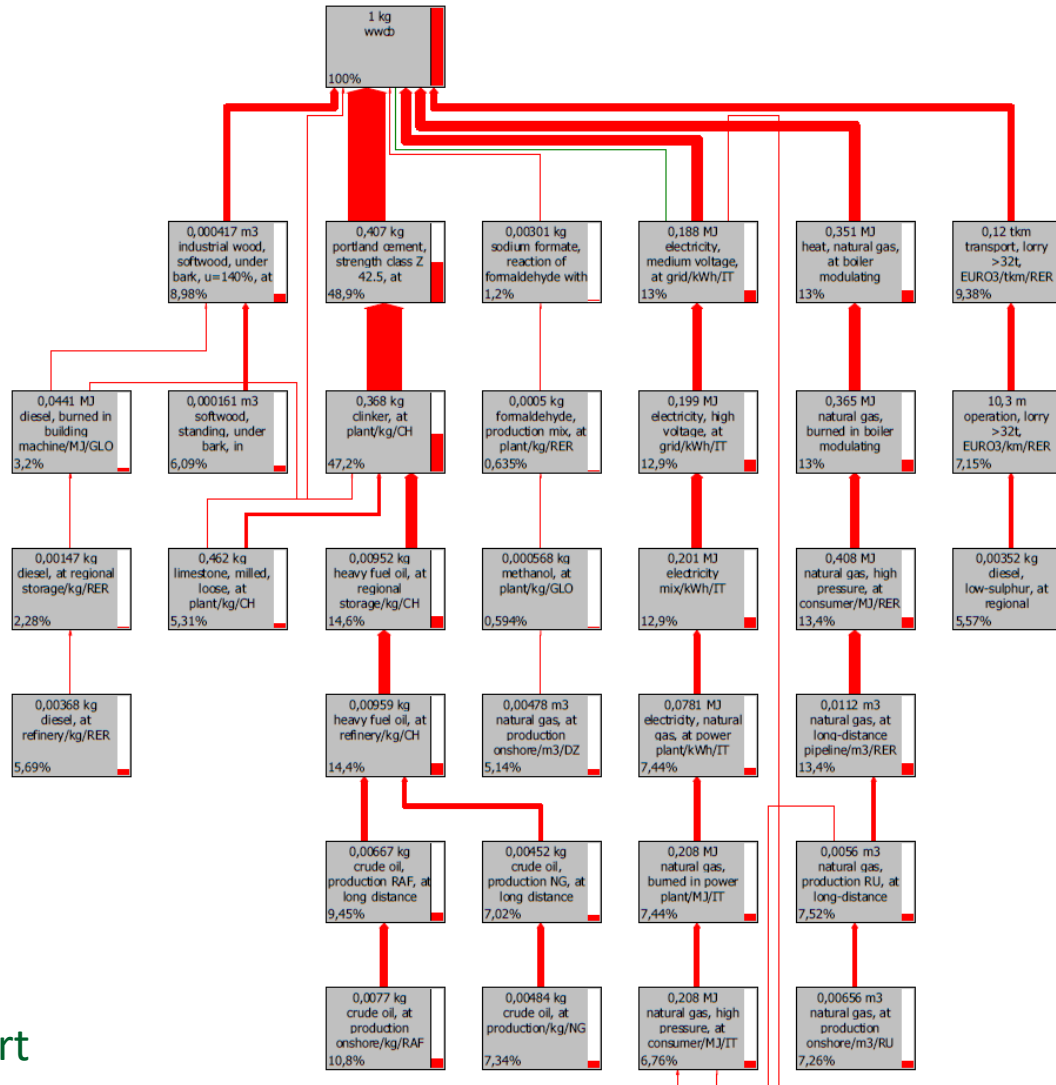 1 kg
wwcb
100%
0,000417 m3
industrial wood,
softwood, under
bark, u=140%, at
8,98%
0,407 kg
portland cement,
strength class Z
42.5, at
48,9%
0,00301 kg
sodium formate,
reaction of
formaldehyde with
1,2%
0,188 MJ
electricity,
medium voltage,
at grid/kWh/IT
13%
0,351 MJ
heat, natural gas,
at boiler
modulating
13%
0,12 tkm
transport, lorry
>32t,
EURO3/tkm/RER
9,38%
0,0441 MJ
diesel, burned in
building
machine/MJ/GLO
3,2%
0,000161 m3
softwood,
standing, under
bark, in
6,09%
0,368 kg
clinker, at
plant/kg/CH
47,2%
0,0005 kg
formaldehyde,
production mix, at
plant/kg/RER
0,635%
0,199 MJ
electricity, high
voltage, at
grid/kWh/IT
12,9%
0,365 MJ
natural gas,
burned in boiler
modulating
13%
10,3 m
operation, lorry
>32t,
EURO3/km/RER
7,15%
0,00147 kg
diesel, at regional
storage/kg/RER
2,28%
0,462 kg
limestone, milled,
loose, at
plant/kg/CH
5,31%
0,00952 kg
heavy fuel oil, at
regional
storage/kg/CH
14,6%
0,000568 kg
methanol, at
plant/kg/GLO
0,594%
0,201 MJ
electricity
mix/kWh/IT
12,9%
0,408 MJ
natural gas, high
pressure, at
consumer/MJ/RER
13,4%
0,00352 kg
diesel,
low-sulphur, at
regional
5,57%
0,00368 kg
diesel, at
refinery/kg/RER
5,69%
0,00959 kg
heavy fuel oil, at
refinery/kg/CH
14,4%
0,00478 m3
natural gas, at
production
onshore/m3/DZ
5,14%
0,0781 MJ
electricity, natural
gas, at power
plant/kWh/IT
7,44%
0,0112 m3
natural gas, at
long-distance
pipeline/m3/RER
13,4%
0,00667 kg
crude oil,
production RAF, at
long distance
9,45%
0,00452 kg
crude oil,
production NG, at
long distance
7,02%
0,208 MJ
natural gas,
burned in power
plant/MJ/IT
7,44%
0,0056 m3
natural gas,
production RU, at
long-distance
7,52%
0,0077 kg
crude oil, at
production
onshore/kg/RAF
10,8%
0,00484 kg
crude oil, at
production/kg/NG
7,34%
0,208 MJ
natural gas, high
pressure, at
consumer/MJ/IT
6,76%
0,00656 m3
natural gas, at
production
onshore/m3/RU
7,26%
rt